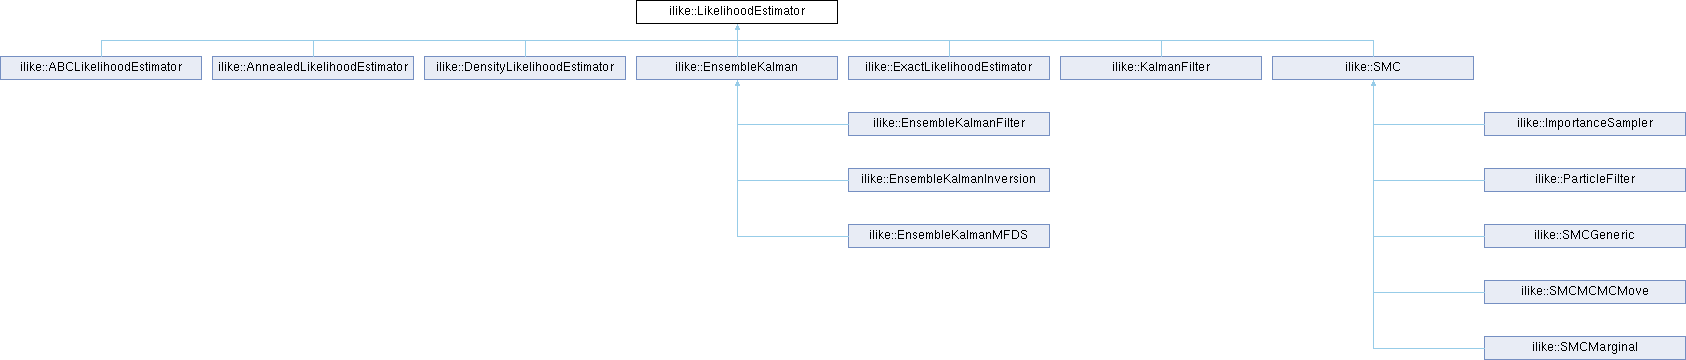 ilike::LikelihoodEstimator
ilike::ABCLikelihoodEstimator
ilike::AnnealedLikelihoodEstimator
ilike::DensityLikelihoodEstimator
ilike::EnsembleKalman
ilike::ExactLikelihoodEstimator
ilike::KalmanFilter
ilike::SMC
ilike::EnsembleKalmanFilter
ilike::ImportanceSampler
ilike::EnsembleKalmanInversion
ilike::ParticleFilter
ilike::EnsembleKalmanMFDS
ilike::SMCGeneric
ilike::SMCMCMCMove
ilike::SMCMarginal